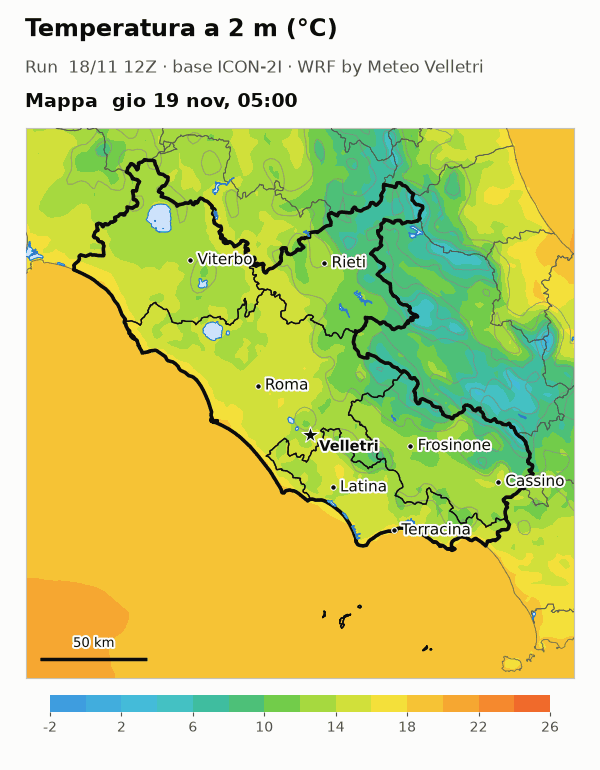 Temperatura a 2 m (°C)
Run  18/11 12Z · base ICON-2I · WRF by Meteo Velletri
Mappa  gio 19 nov, 05:00
Viterbo
Rieti
Roma
Velletri
Frosinone
Latina
Cassino
Terracina
50 km
-2 2 6 10 14 18 22 26